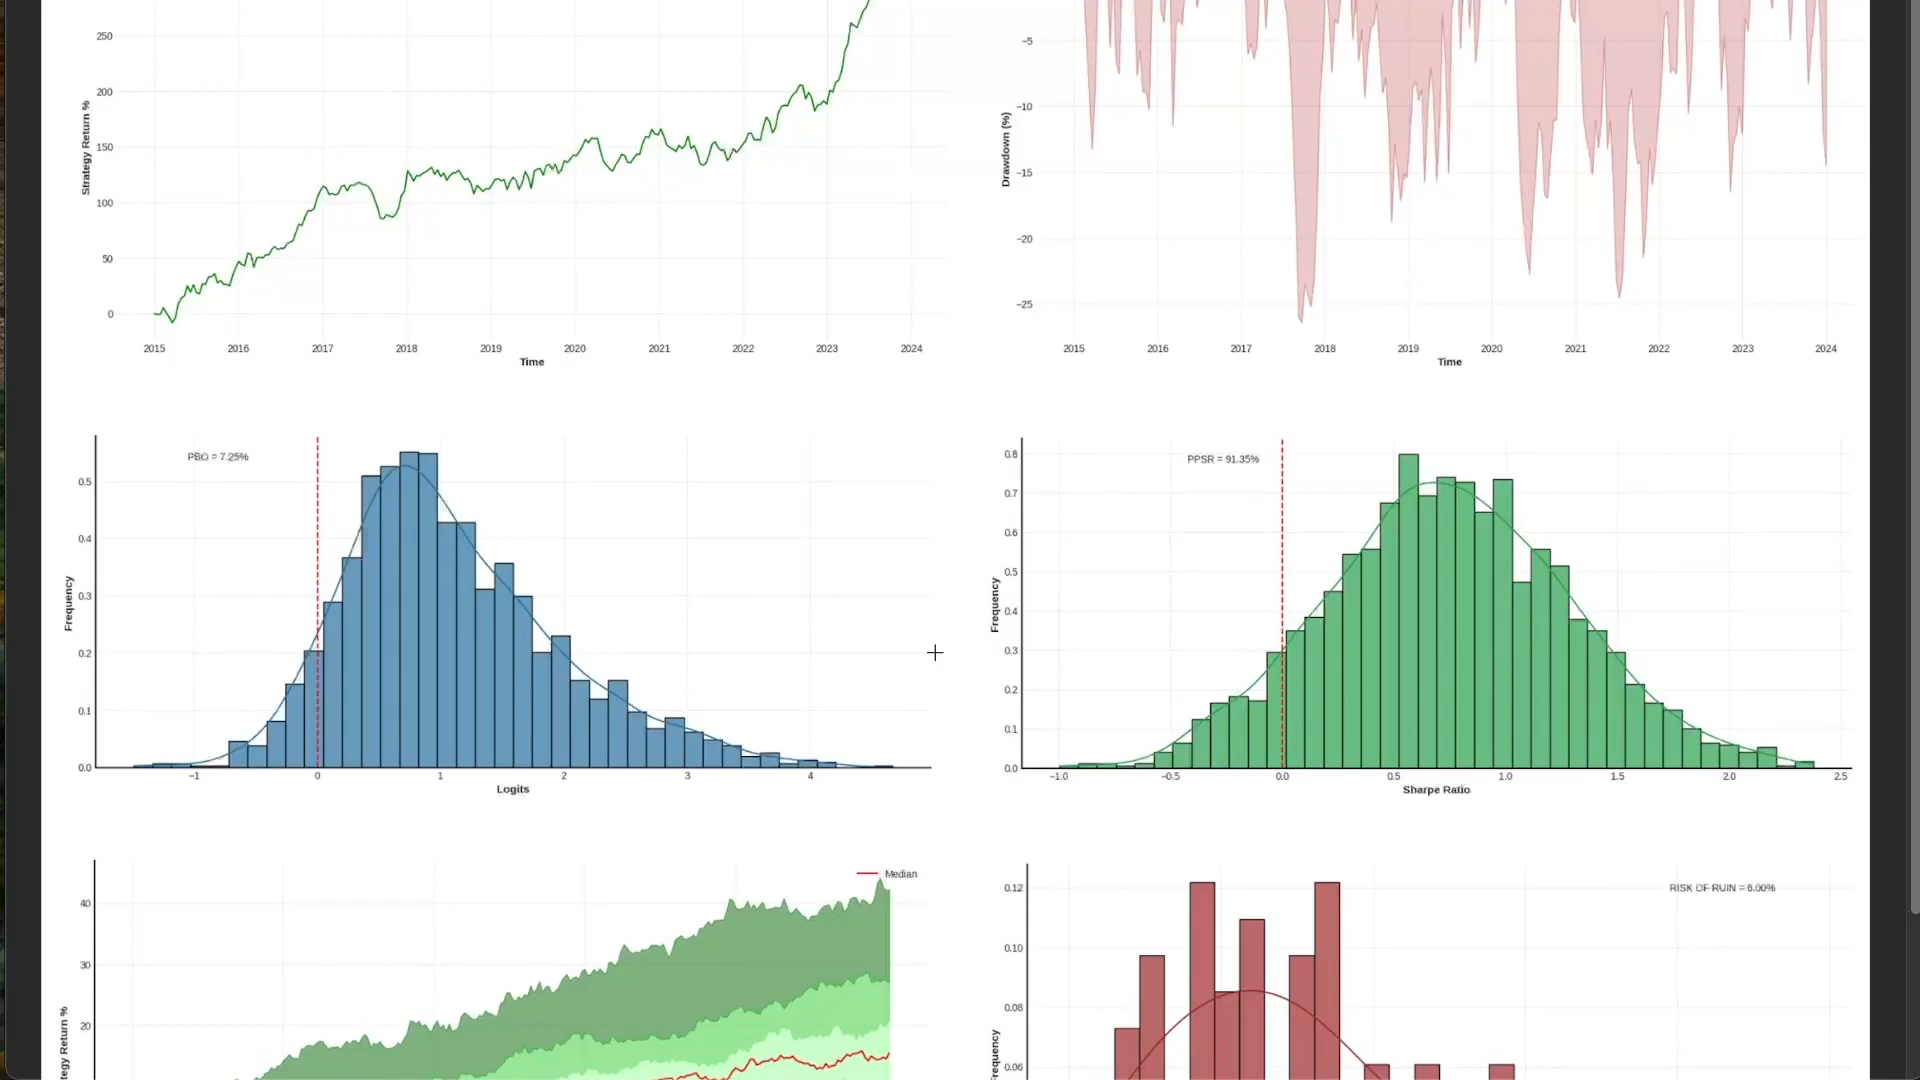 250
200
150
100
50
0
Strategy Return %
2015 2016 2017 2018 2019 2020 2021 2022 2023 2024
Time
−5
−10
−15
−20
−25
Drawdown (%)
2015 2016 2017 2018 2019 2020 2021 2022 2023 2024
Time
PBO = 7.25%
0.5
0.4
0.3
0.2
0.1
0.0
Frequency
−1 0 1 2 3 4
Logits
PPSR = 91.35%
0.8
0.7
0.6
0.5
0.4
0.3
0.2
0.1
0.0
Frequency
−1.0 −0.5 0.0 0.5 1.0 1.5 2.0 2.5
Sharpe Ratio
Median
40
30
20
tegy Return %
RISK OF RUIN = 6.00%
0.12
0.10
0.08
0.06
Frequency